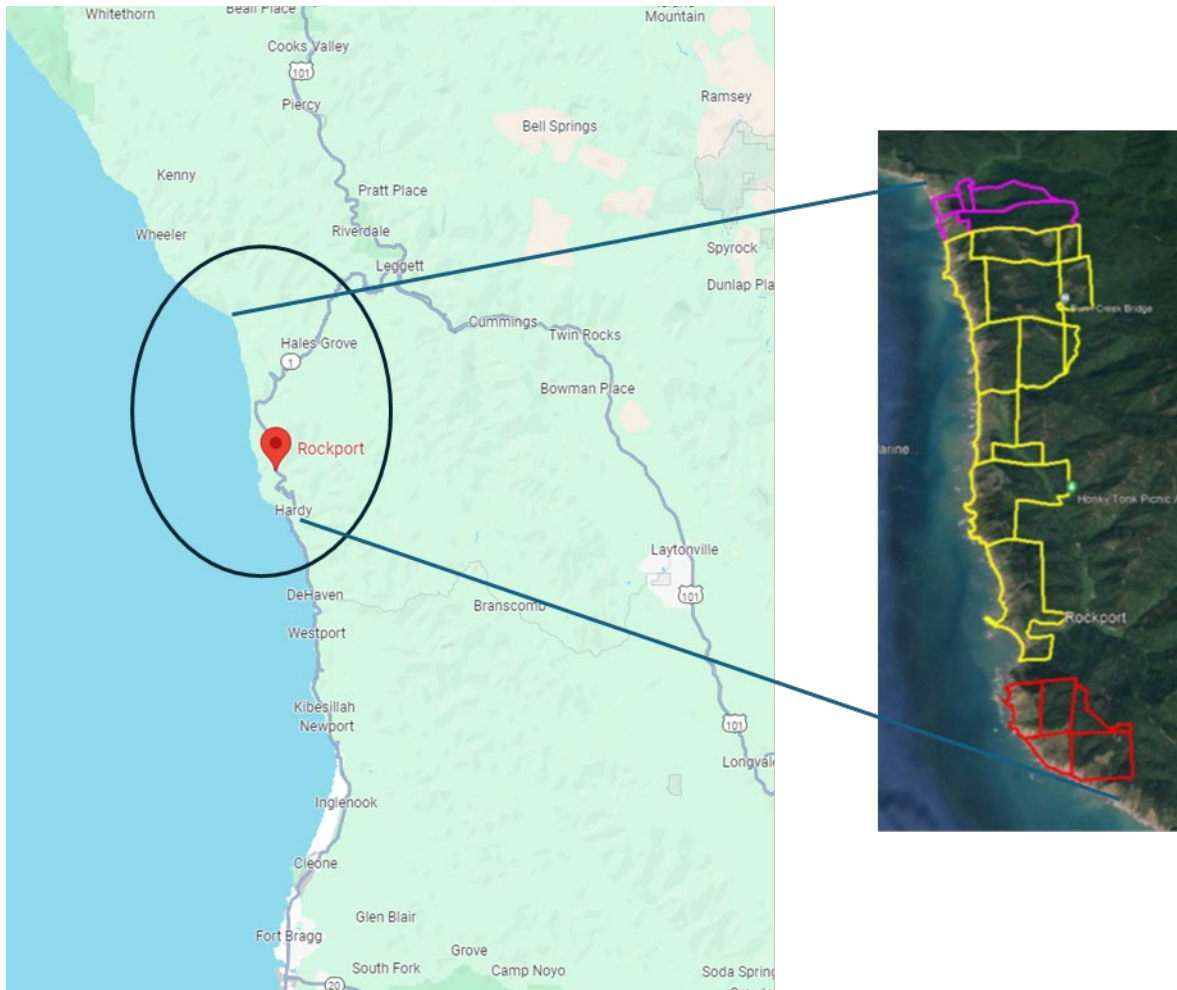 Whitethorn
Beall Place
Mountain
Cooks Valley
101
Piercy
Ramsey
Bell Springs
Kenny
Pratt Place
Wheeler
Riverdale
Spyrock
Leggett
Dunlap Pla
Cummings
Twin Rocks
Hales Grove
1
Bowman Place
Rockport
Hardy
Laytonville
101
DeHaven
Branscomb
Westport
Kibesillah
Newport
101
Longvale
Inglenook
Cleone
Glen Blair
Fort Bragg
Grove
South Fork
Camp Noyo
Soda Spring
20
Creek Bridge
arine...
Honky Tonk Picnic A
Rockport